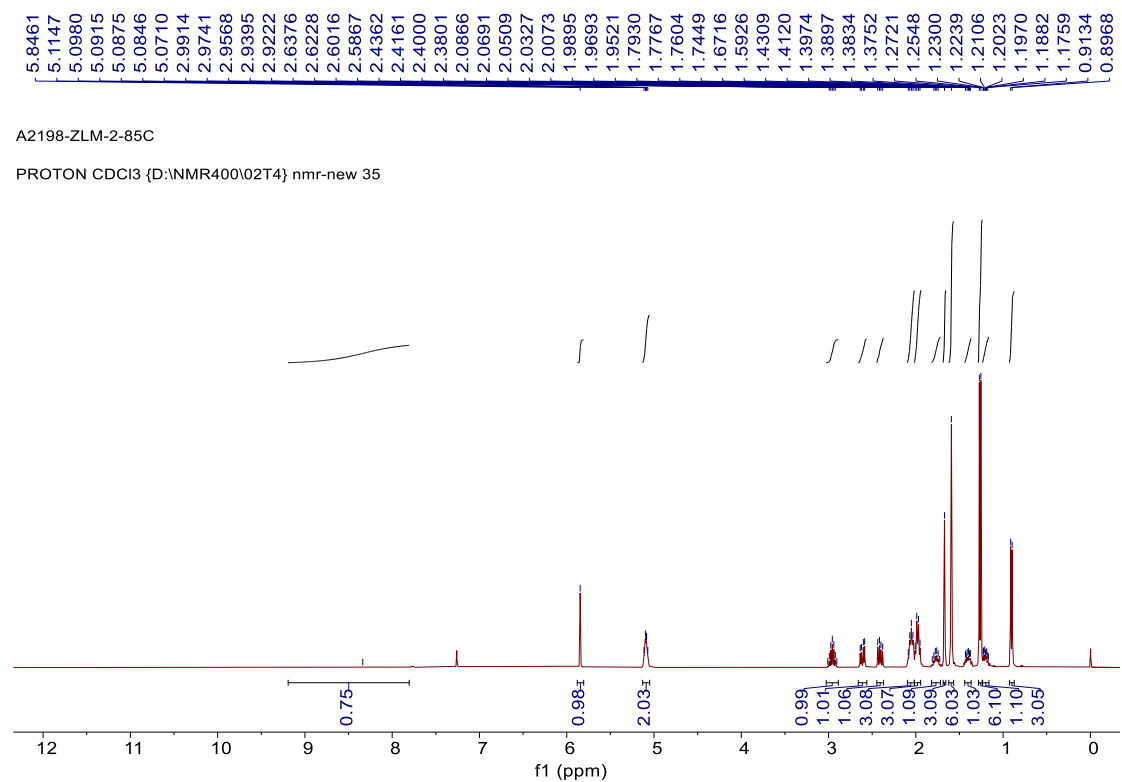 5.8461 5.1147 5.0980 5.0915 5.0875 5.0846 5.0710 2.9914 2.9741 2.9568 2.9395 2.9222 2.6376 2.6228 2.6016 2.5867 2.4362 2.4161 2.4000 2.3801 2.0866 2.0691 2.0509 2.0327 2.0073 1.9895 1.9693 1.9521 1.7930 1.7767 1.7604 1.7449 1.6716 1.5926 1.4309 1.4120 1.3974 1.3897 1.3834 1.3752 1.2721 1.2548 1.2300 1.2239 1.2106 1.2023 1.1970 1.1882 1.1759 0.9134 0.8968
A2198-ZLM-2-85C
PROTON CDCl3 {D:\NMR400\02T4} nmr-new 35
0.75 0.98 2.03 0.99 1.01 1.06 3.08 3.07 1.09 3.09 6.03 1.03 6.10 1.10 3.05
12 11 10 9 8 7 6 5 4 3 2 1 0
f1 (ppm)